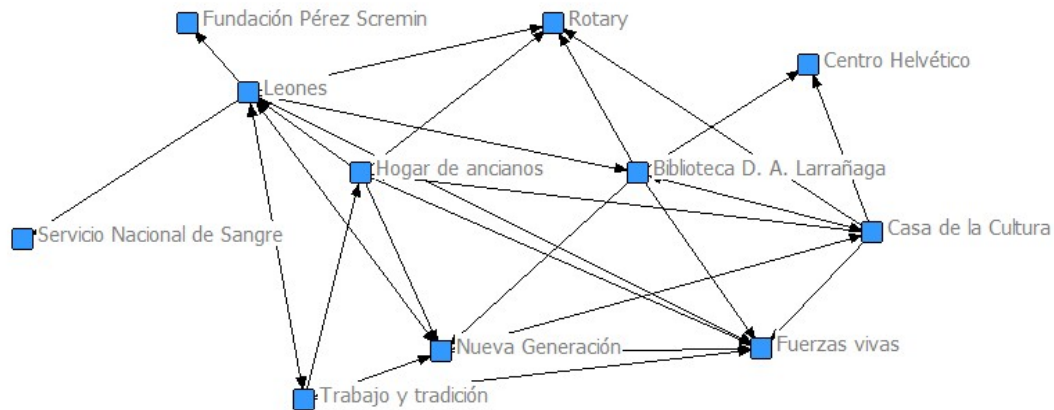 Fundación Pérez Scremin
Rotary
Centro Helvético
Leones
Hogar de ancianos
Biblioteca D. A. Larrañaga
Servicio Nacional de Sangre
Casa de la Cultura
Nueva Generación
Fuerzas vivas
Trabajo y tradición